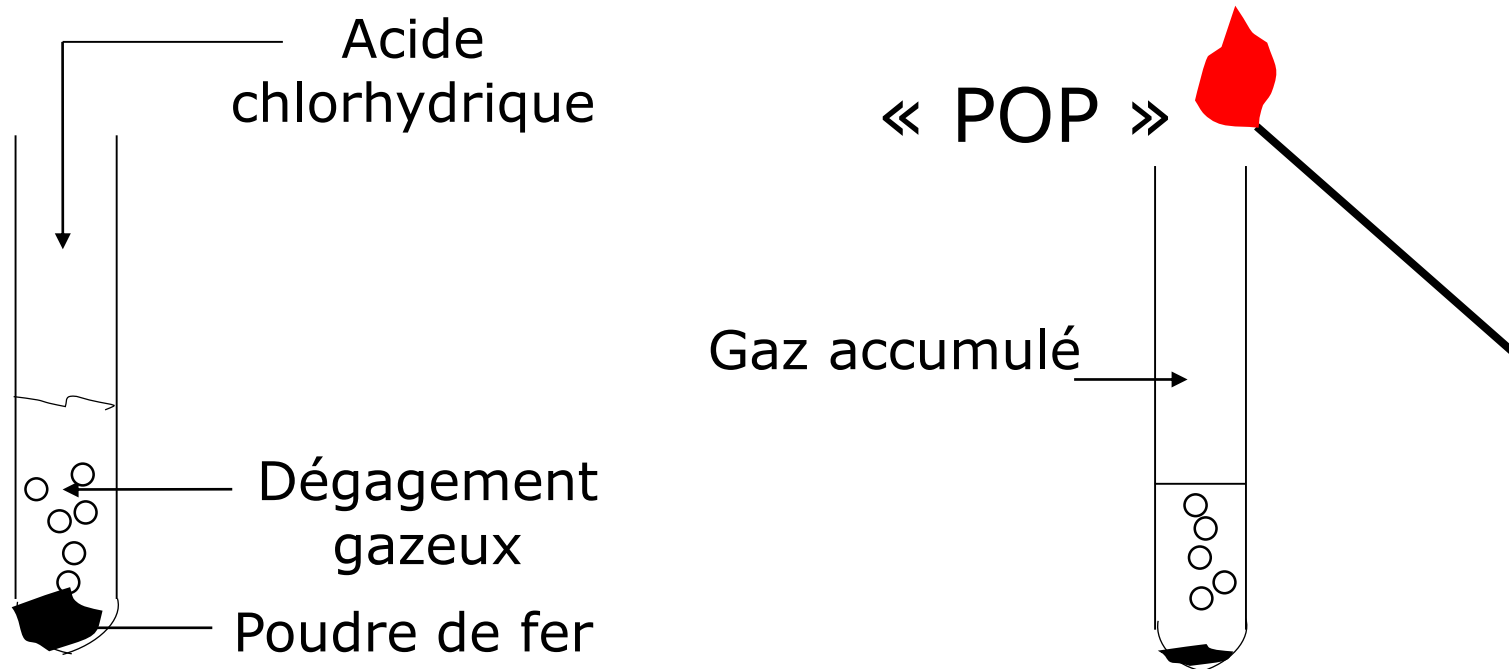 Acide
chlorhydrique
« POP »
Gaz accumulé
Dégagement
gazeux
Poudre de fer